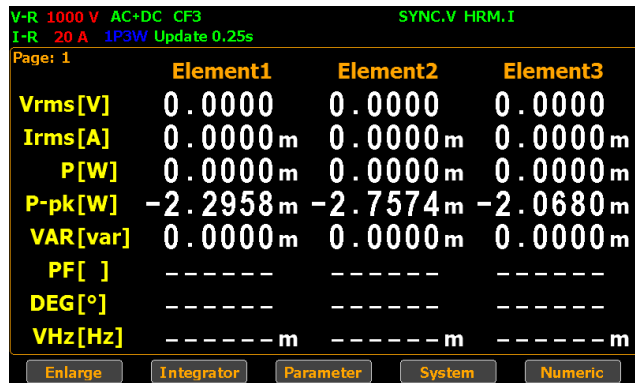 V-R 1000 V AC+DC CF3 SYNC.V HRM.I
I-R 20 A 1P3W Update 0.25s
Page: 1
Element1 Element2 Element3
Vrms[V] 0.0000 0.0000 0.0000
Irms[A] 0.0000m 0.0000m 0.0000m
P[W] 0.0000m 0.0000m 0.0000m
P-pk[W] -2.2958m -2.7574m -2.0680m
VAR[var] 0.0000m 0.0000m 0.0000m
PF[ ] ------ ------ ------
DEG[°] ------ ------ ------
VHz[Hz] ------m ------m ------m
Enlarge Integrator Parameter System Numeric